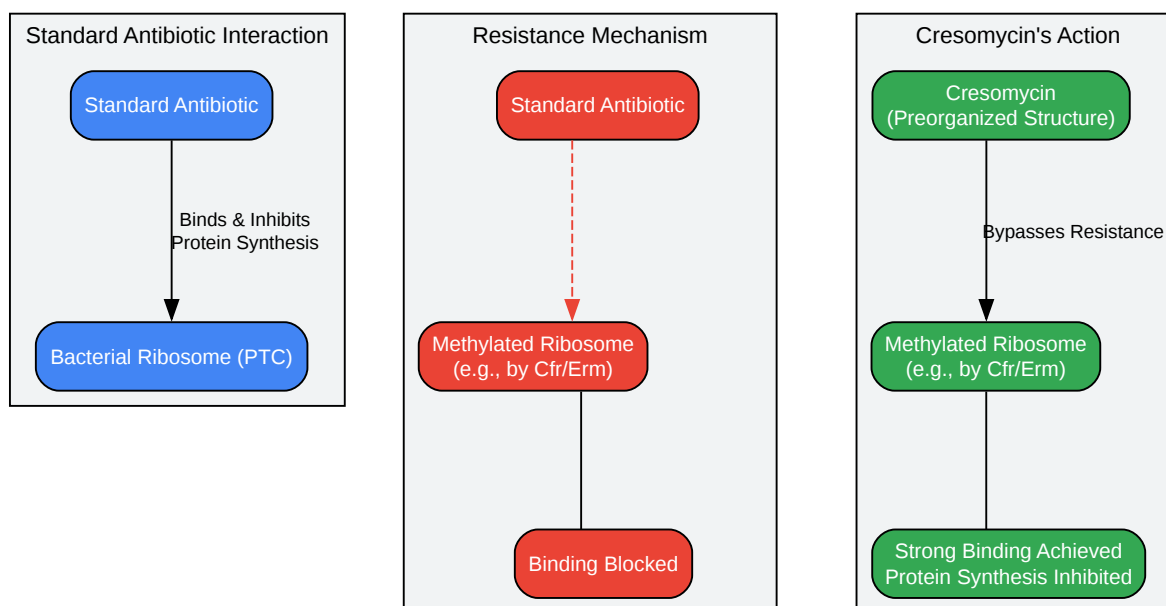 Standard Antibiotic Interaction
Standard Antibiotic
Binds & Inhibits
Protein Synthesis
Bacterial Ribosome (PTC)
Resistance Mechanism
Standard Antibiotic
Methylated Ribosome
(e.g., by Cfr/Erm)
Binding Blocked
Cresomycin's Action
Cresomycin
(Preorganized Structure)
Bypasses Resistance
Methylated Ribosome
(e.g., by Cfr/Erm)
Strong Binding Achieved
Protein Synthesis Inhibited